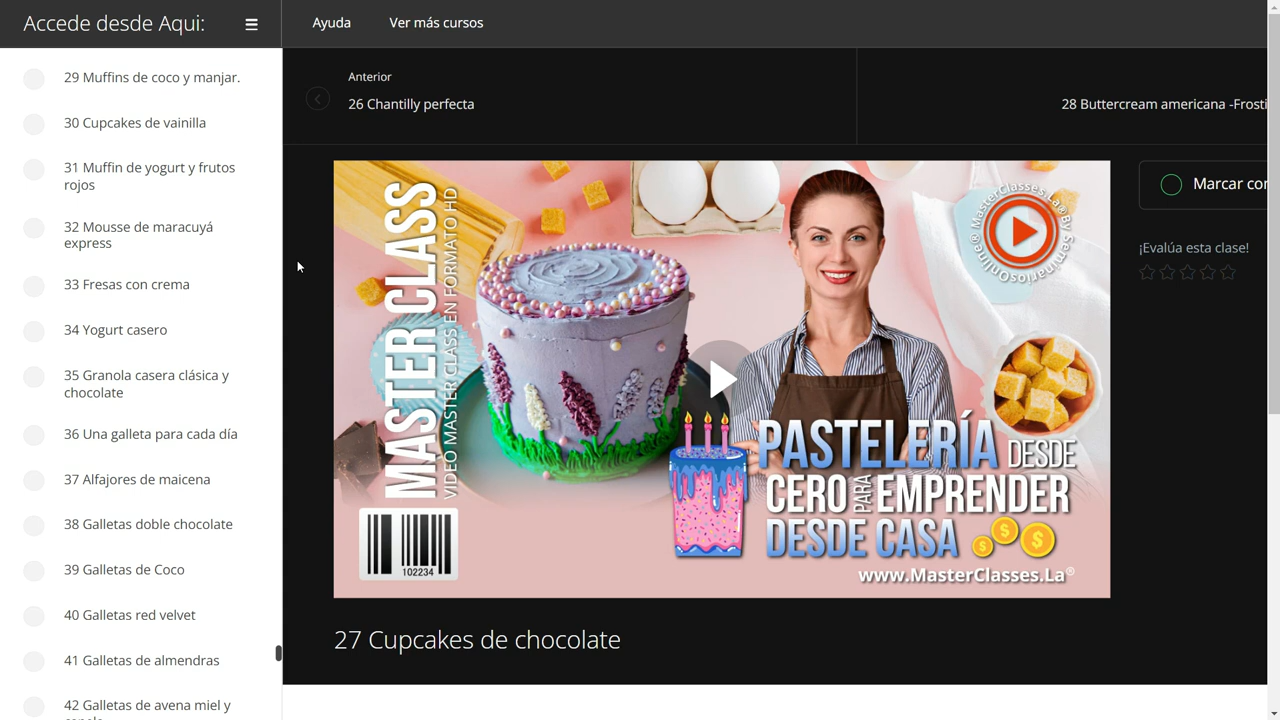 Accede desde Aqui:
Ayuda
Ver más cursos
29 Muffins de coco y manjar.
30 Cupcakes de vainilla
31 Muffin de yogurt y frutos
rojos
32 Mousse de maracuyá
express
33 Fresas con crema
34 Yogurt casero
35 Granola casera clásica y
chocolate
36 Una galleta para cada día
37 Alfajores de maicena
38 Galletas doble chocolate
39 Galletas de Coco
40 Galletas red velvet
41 Galletas de almendras
42 Galletas de avena miel y
Anterior
26 Chantilly perfecta
28 Buttercream americana -Frosti
MASTER CLASS
VIDEO MASTER CLASS EN FORMATO HD
MasterClasses.La® By SeminariosOnline®
PASTELERÍA DESDE
CERO PARA EMPRENDER
DESDE CASA
$ $ $
www.MasterClasses.La®
102234
Marcar co
¡Evalúa esta clase!
27 Cupcakes de chocolate